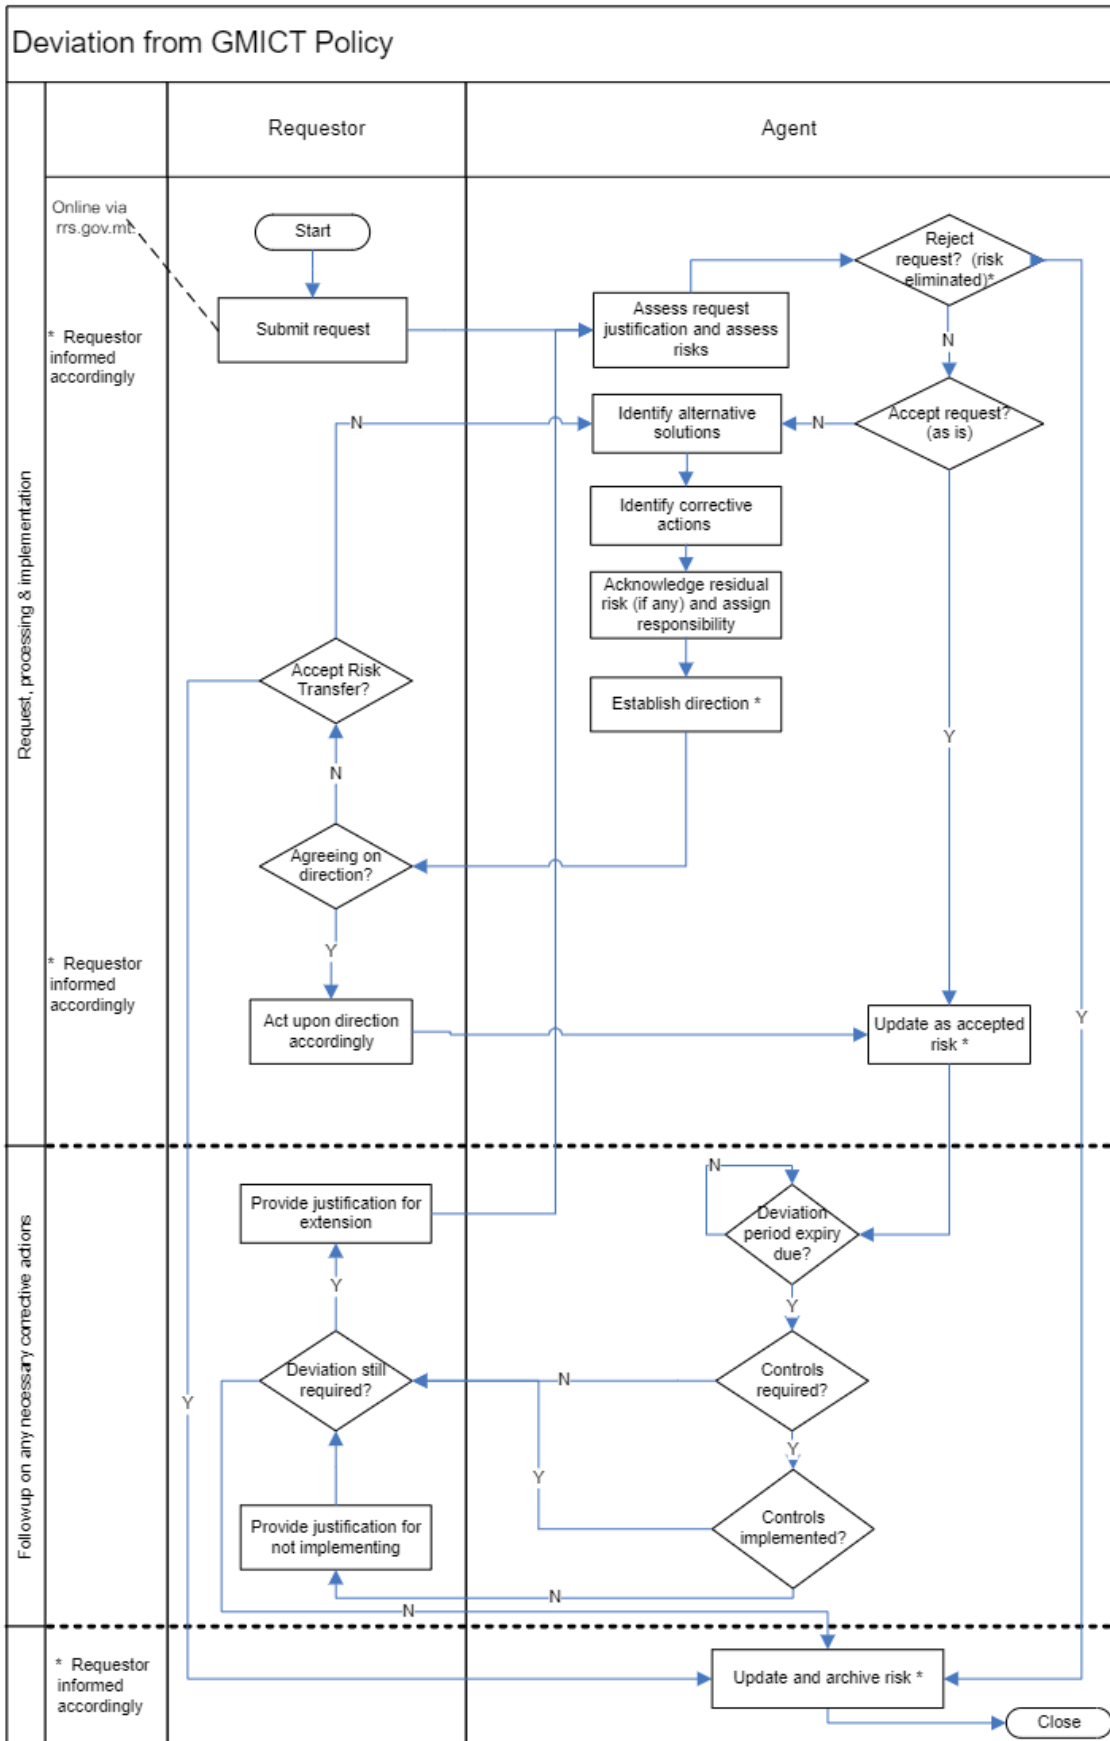 Deviation from GMICT Policy
Requestor
Agent
Request, processing & implementation
Online via
rrs.gov.mt.
Start
Submit request
* Requestor
informed
accordingly
Assess request
justification and assess
risks
Reject
request? (risk
eliminated)*
N
Accept request?
(as is)
N
Identify alternative
solutions
N
Identify corrective
actions
Acknowledge residual
risk (if any) and assign
responsibility
Establish direction *
Accept Risk
Transfer?
N
Y
Agreeing on
direction?
Y
* Requestor
informed
accordingly
Act upon direction
accordingly
Update as accepted
risk *
Y
Followup on any necessary corrective actions
N
Deviation
period expiry
due?
Y
Provide justification for
extension
Y
Deviation still
required?
N
Controls
required?
Y
Y
Y
Controls
implemented?
Provide justification for
not implementing
N
N
* Requestor
informed
accordingly
Update and archive risk *
Close